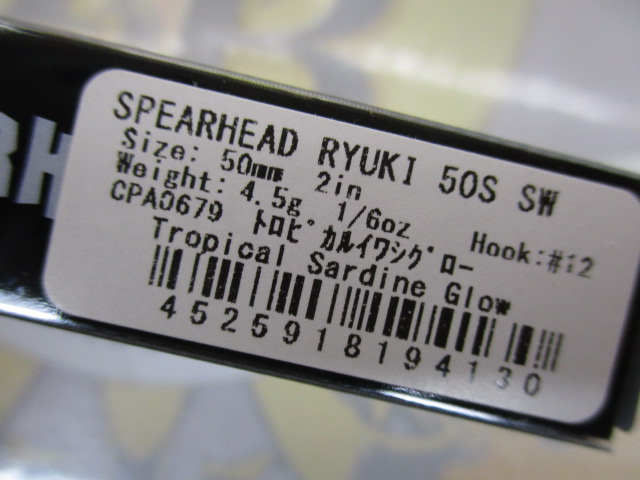 SPEARHEAD RYUKI 50S SW
Size: 50mm 2in
Weight: 4.5g 1/6oz Hook:#12
CPA0679 トロピカルイワシグロー
Tropical Sardine Glow
4525918194130
RH